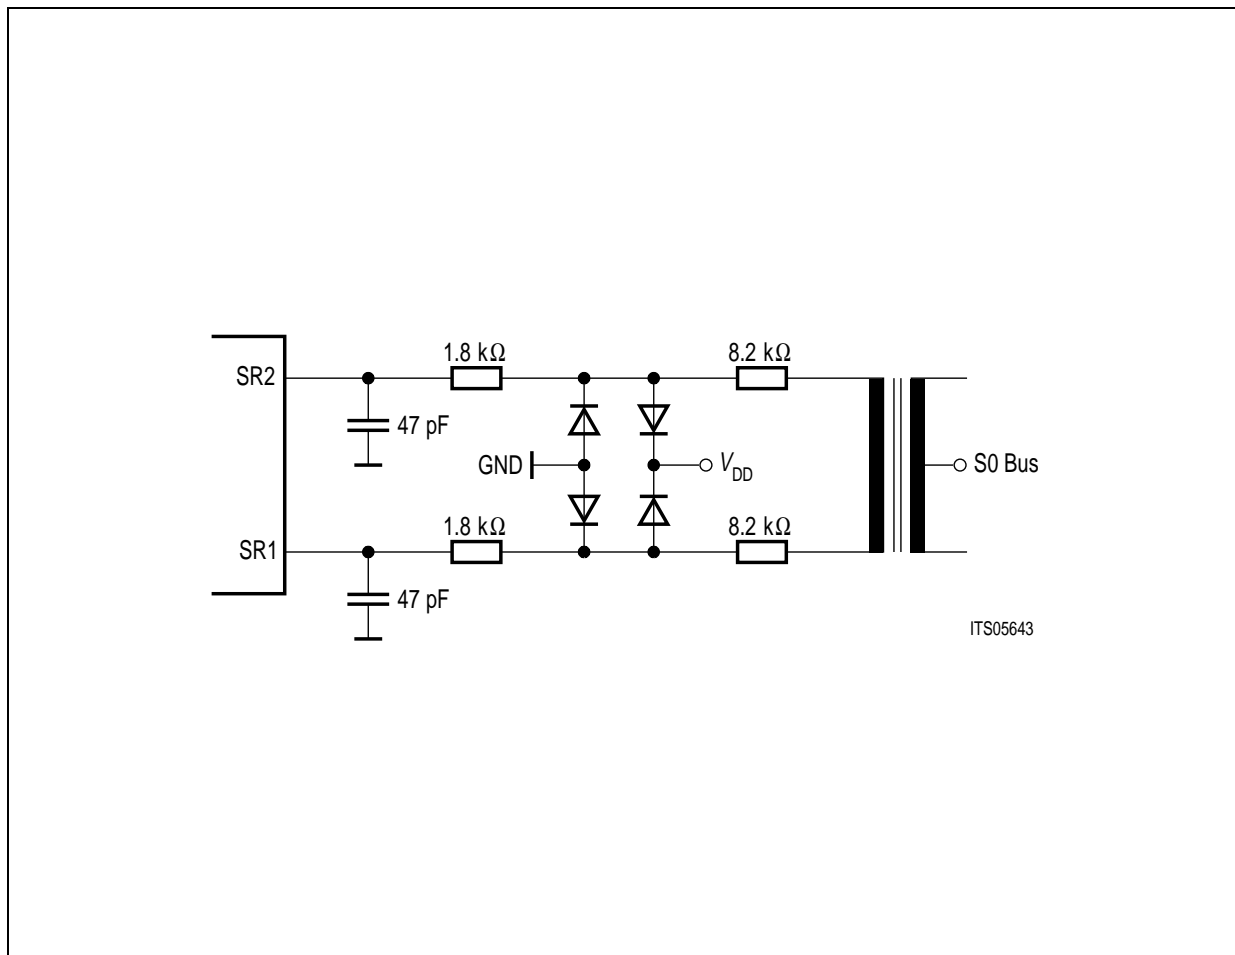 1.8 kΩ
8.2 kΩ
SR2
47 pF
GND
VDD
S0 Bus
1.8 kΩ
8.2 kΩ
SR1
47 pF
ITS05643